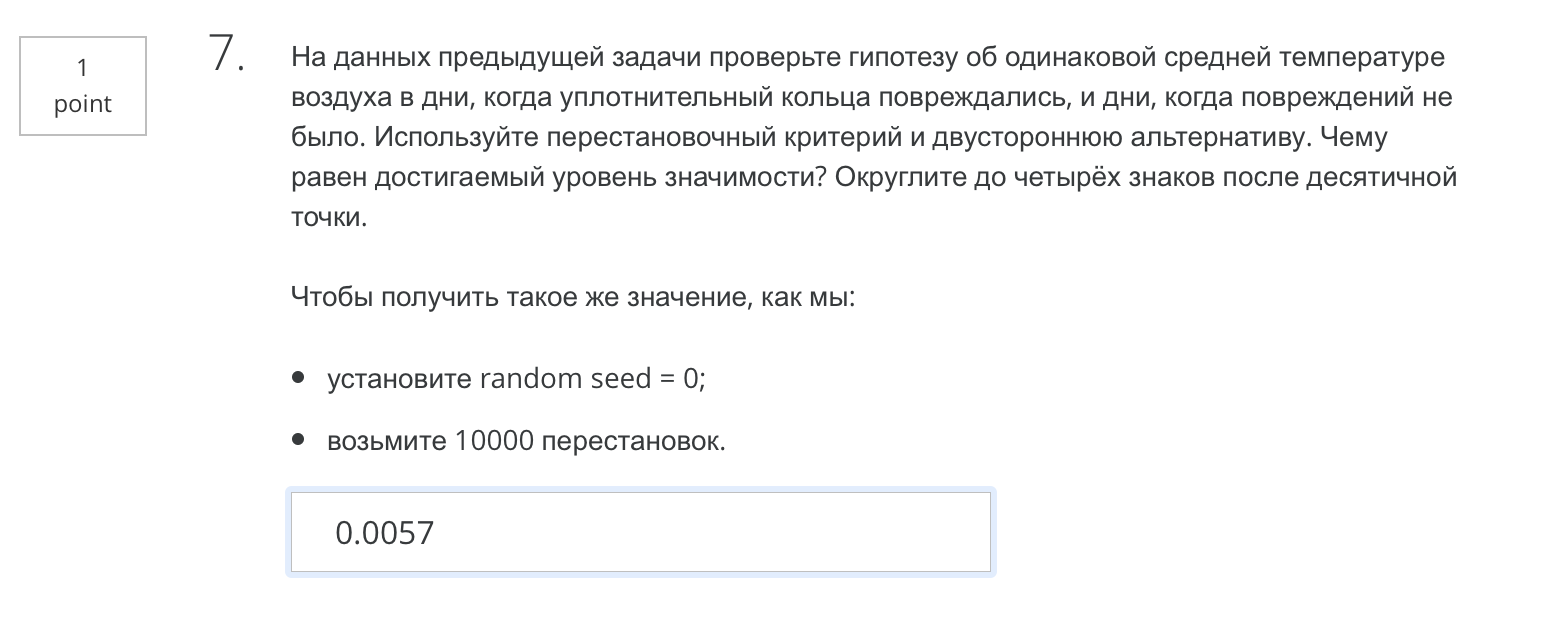 1
point
7.
На данных предыдущей задачи проверьте гипотезу об одинаковой средней температуре
воздуха в дни, когда уплотнительный кольца повреждались, и дни, когда повреждений не
было. Используйте перестановочный критерий и двустороннюю альтернативу. Чему
равен достигаемый уровень значимости? Округлите до четырёх знаков после десятичной
точки.
Чтобы получить такое же значение, как мы:
• установите random seed = 0;
• возьмите 10000 перестановок.
0.0057